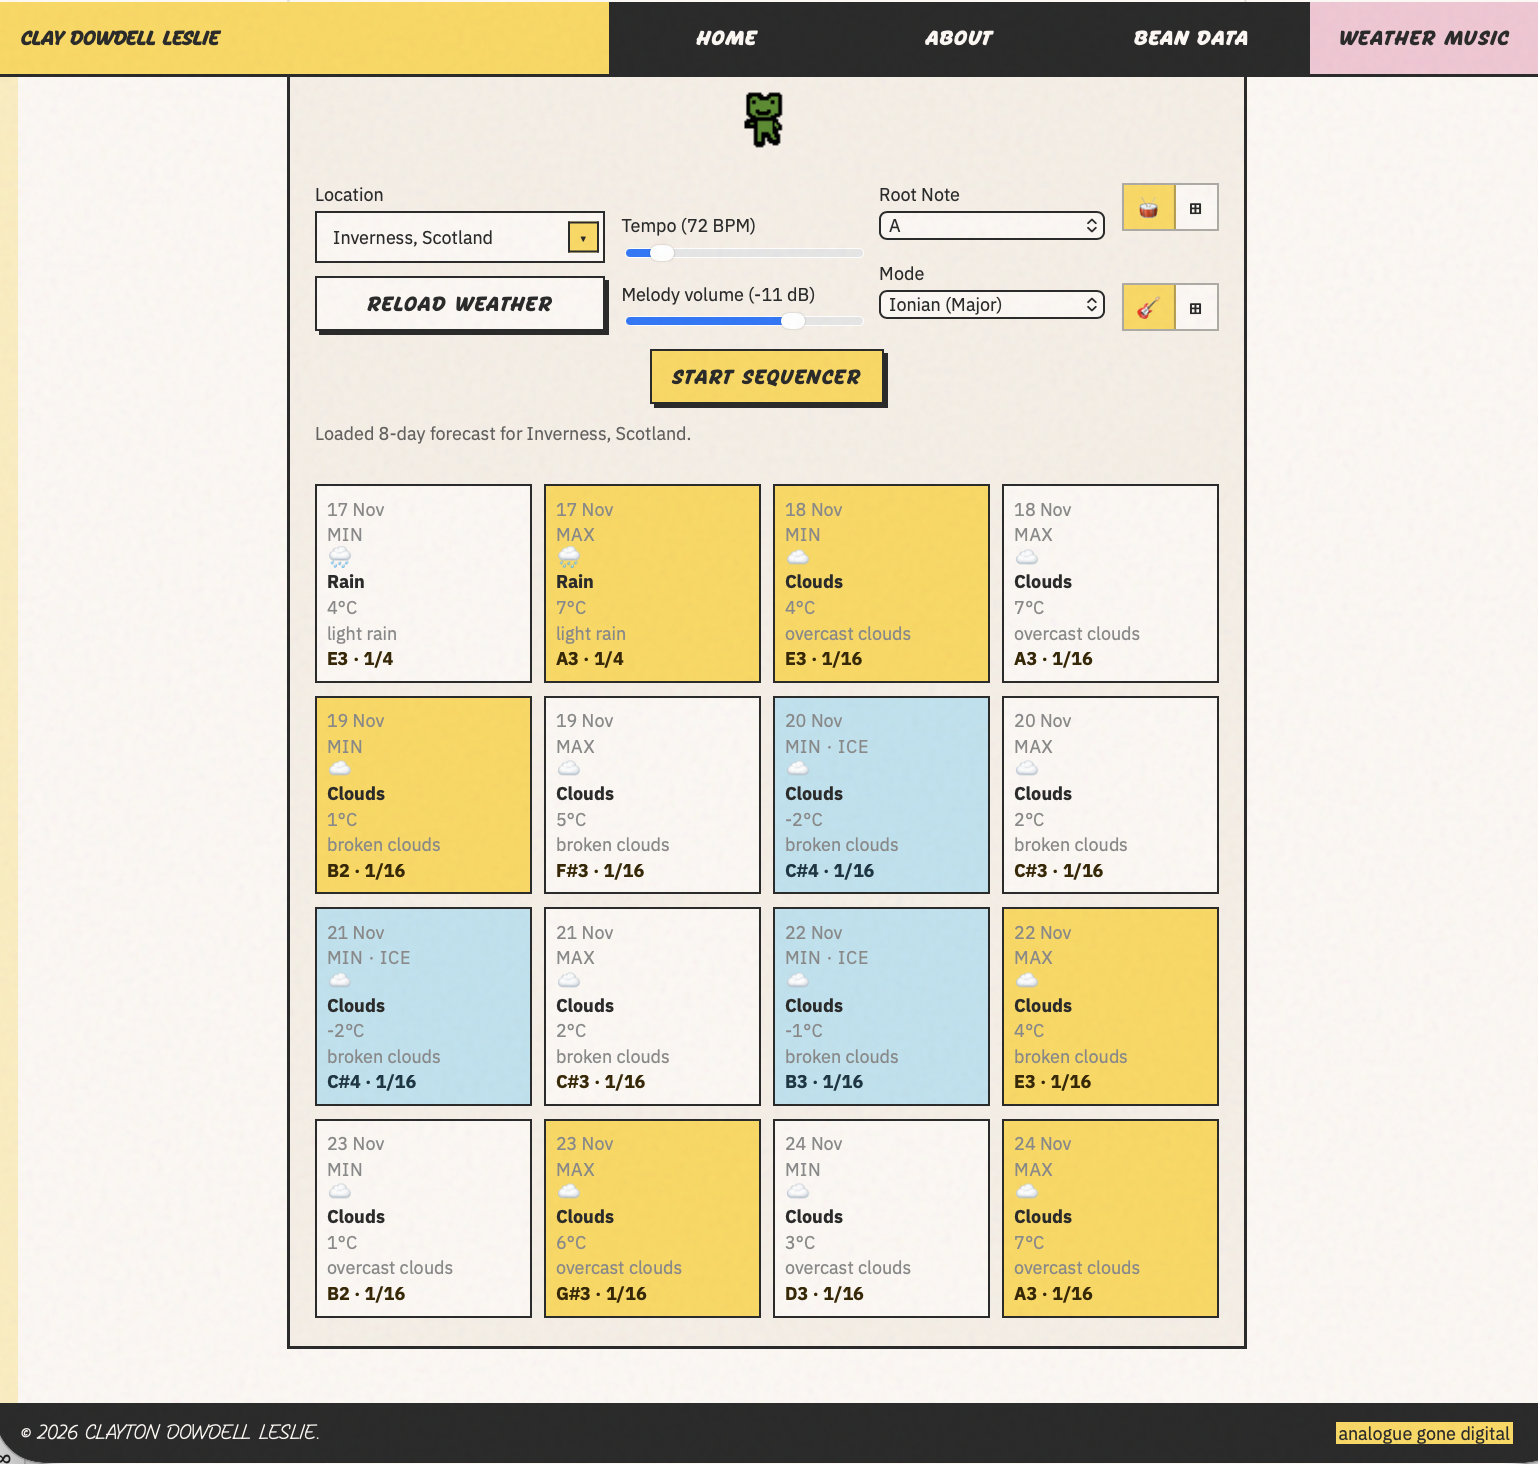 CLAY DOWDELL LESLIE
HOME
ABOUT
BEAN DATA
WEATHER MUSIC
Location
Inverness, Scotland
RELOAD WEATHER
Tempo (72 BPM)
Melody volume (-11 dB)
Root Note
A
Mode
Ionian (Major)
START SEQUENCER
Loaded 8-day forecast for Inverness, Scotland.
17 Nov
MIN
Rain
4°C
light rain
E3 · 1/4
17 Nov
MAX
Rain
7°C
light rain
A3 · 1/4
18 Nov
MIN
Clouds
4°C
overcast clouds
E3 · 1/16
18 Nov
MAX
Clouds
7°C
overcast clouds
A3 · 1/16
19 Nov
MIN
Clouds
1°C
broken clouds
B2 · 1/16
19 Nov
MAX
Clouds
5°C
broken clouds
F#3 · 1/16
20 Nov
MIN · ICE
Clouds
-2°C
broken clouds
C#4 · 1/16
20 Nov
MAX
Clouds
2°C
broken clouds
C#3 · 1/16
21 Nov
MIN · ICE
Clouds
-2°C
broken clouds
C#4 · 1/16
21 Nov
MAX
Clouds
2°C
broken clouds
C#3 · 1/16
22 Nov
MIN · ICE
Clouds
-1°C
broken clouds
B3 · 1/16
22 Nov
MAX
Clouds
4°C
broken clouds
E3 · 1/16
23 Nov
MIN
Clouds
1°C
overcast clouds
B2 · 1/16
23 Nov
MAX
Clouds
6°C
overcast clouds
G#3 · 1/16
24 Nov
MIN
Clouds
3°C
overcast clouds
D3 · 1/16
24 Nov
MAX
Clouds
7°C
overcast clouds
A3 · 1/16
© 2026 CLAYTON DOWDELL LESLIE.
analogue gone digital